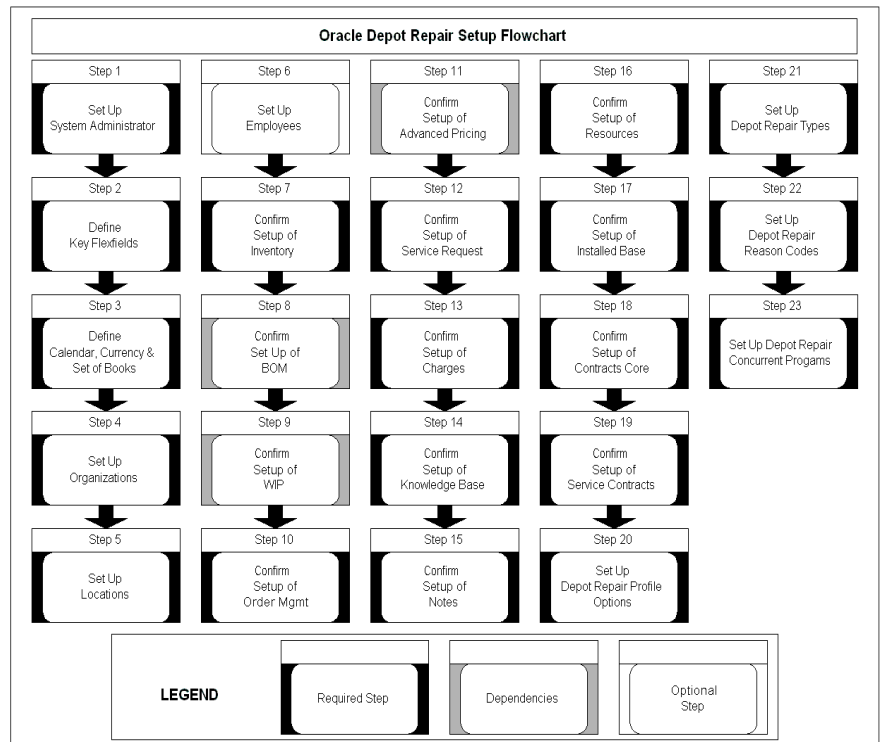 Oracle Depot Repair Setup Flowchart
Step 1
Set Up
System Administrator
Step 2
Define
Key Flexfields
Step 3
Define
Calendar, Currency &
Set of Books
Step 4
Set Up
Organizations
Step 5
Set Up
Locations
Step 6
Set Up
Employees
Step 7
Confirm
Setup of
Inventory
Step 8
Confirm
Set Up of
BOM
Step 9
Confirm
Setup of
WIP
Step 10
Confirm
Setup of
Order Mgmt
Step 11
Confirm
Setup of
Advanced Pricing
Step 12
Confirm
Setup of
Service Request
Step 13
Confirm
Setup of
Charges
Step 14
Confirm
Setup of
Knowledge Base
Step 15
Confirm
Setup of
Notes
Step 16
Confirm
Setup of
Resources
Step 17
Confirm
Setup of
Installed Base
Step 18
Confirm
Setup of
Contracts Core
Step 19
Confirm
Setup of
Service Contracts
Step 20
Set Up
Depot Repair Profile
Options
Step 21
Set Up
Depot Repair Types
Step 22
Set Up
Depot Repair
Reason Codes
Step 23
Set Up Depot Repair
Concurrent Progams
LEGEND
Required Step
Dependencies
Optional
Step